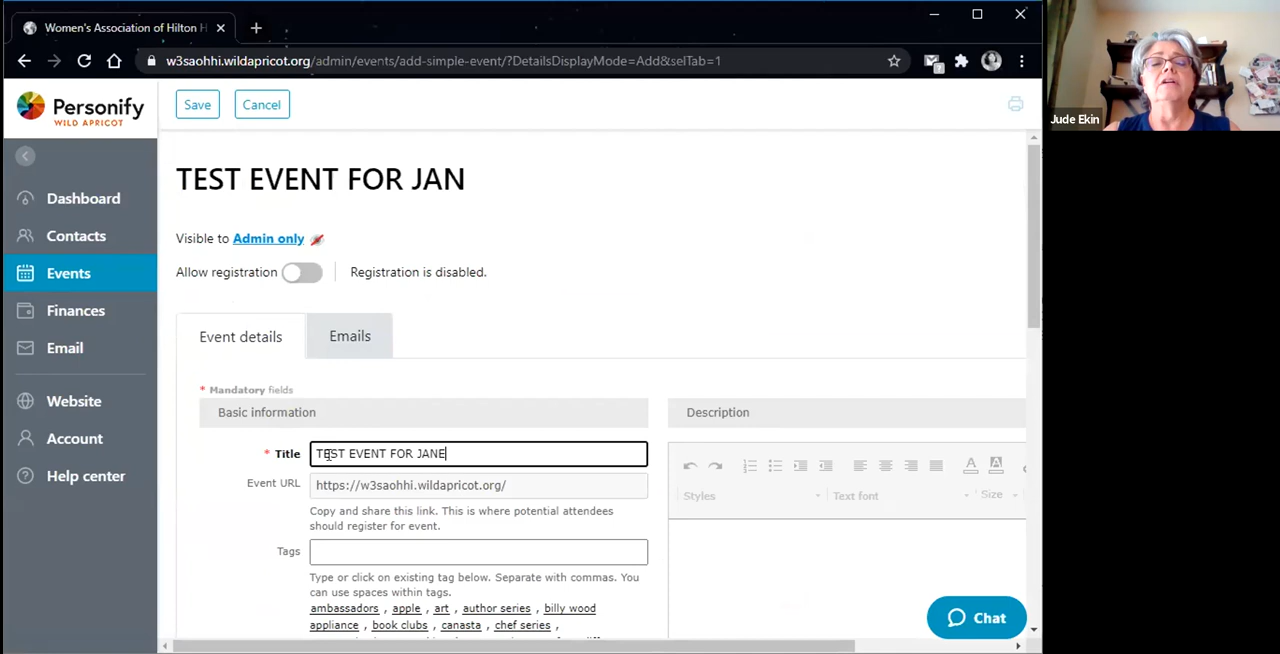 Women's Association of Hilton H
w3saohhi.wildapricot.org/admin/events/add-simple-event/?DetailsDisplayMode=Add&selTab=1
Personify
WILD APRICOT
Save
Cancel
Jude Ekin
Dashboard
Contacts
Events
Finances
Email
Website
Account
Help center
TEST EVENT FOR JAN
Visible to Admin only
Allow registration
Registration is disabled.
Event details
Emails
* Mandatory fields
Basic information
Description
* Title
TEST EVENT FOR JANE
Event URL
https://w3saohhi.wildapricot.org/
Copy and share this link. This is where potential attendees
should register for event.
Tags
Type or click on existing tag below. Separate with commas. You
can use spaces within tags.
ambassadors , apple , art , author series , billy wood
appliance , book clubs , canasta , chef series ,
Styles
Text font
Size
Chat